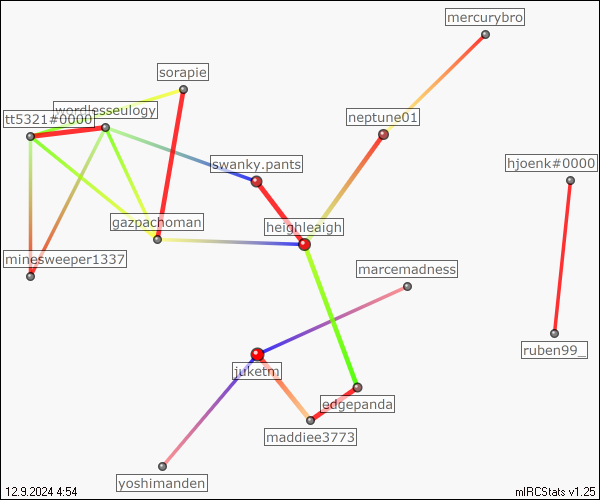 mercurybro
sorapie
wordlesseulogy
tt5321#0000
neptune01
swanky.pants
hjoenk#0000
gazpachoman
heighleaigh
minesweeper1337
marcemadness
ruben99_
juketm
edgepanda
maddiee3773
yoshimanden
12.9.2024 4:54
mIRCStats v1.25